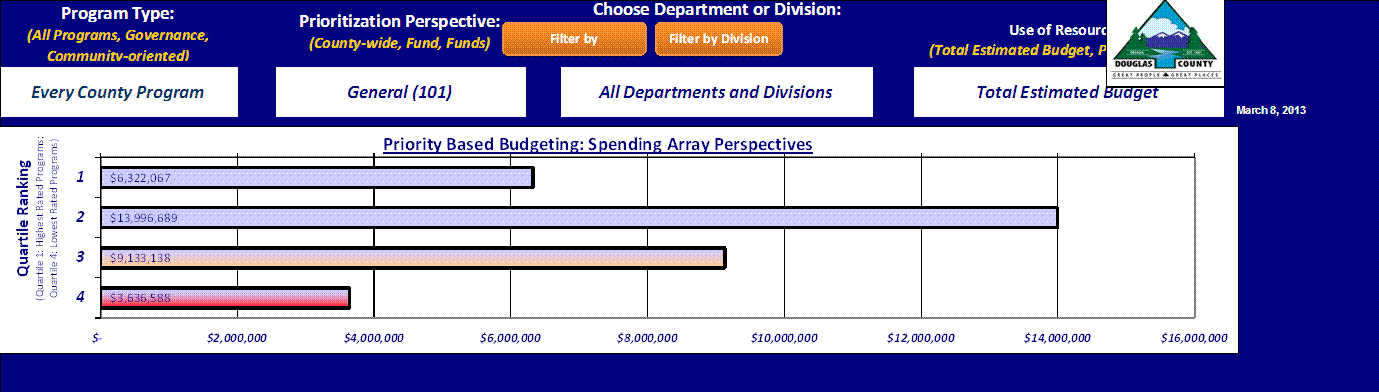 Program Type:
(All Programs, Governance,
Community-oriented)
Every County Program
Prioritization Perspective:
(County-wide, Fund, Funds)
General (101)
Choose Department or Division:
Filter by
Filter by Division
All Departments and Divisions
Use of Resourc
(Total Estimated Budget, P
Total Estimated Budget
DOUGLAS COUNTY
GREAT PEOPLE GREAT PLACES
March 8, 2013
Priority Based Budgeting: Spending Array Perspectives
Quartile Ranking
(Quartile 1: Highest Rated Programs;
Quartile 4: Lowest Rated Programs)
1
$6,322,067
2
$13,996,689
3
$9,133,138
4
$3,636,588
$-
$2,000,000
$4,000,000
$6,000,000
$8,000,000
$10,000,000
$12,000,000
$14,000,000
$16,000,000